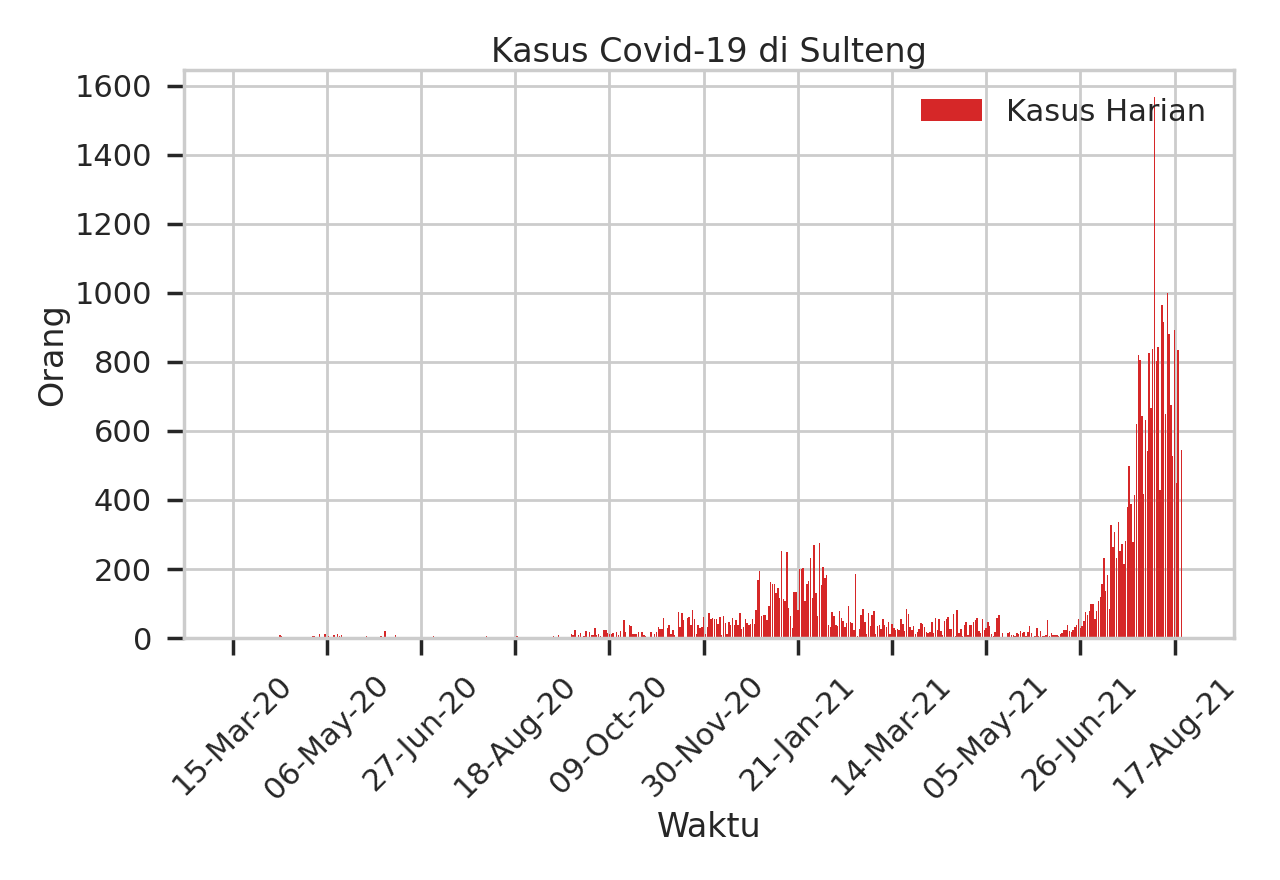 Kasus Covid-19 di Sulteng
Kasus Harian
Orang
1600
1400
1200
1000
800
600
400
200
0
15-Mar-20
06-May-20
27-Jun-20
18-Aug-20
09-Oct-20
30-Nov-20
21-Jan-21
14-Mar-21
05-May-21
26-Jun-21
17-Aug-21
Waktu